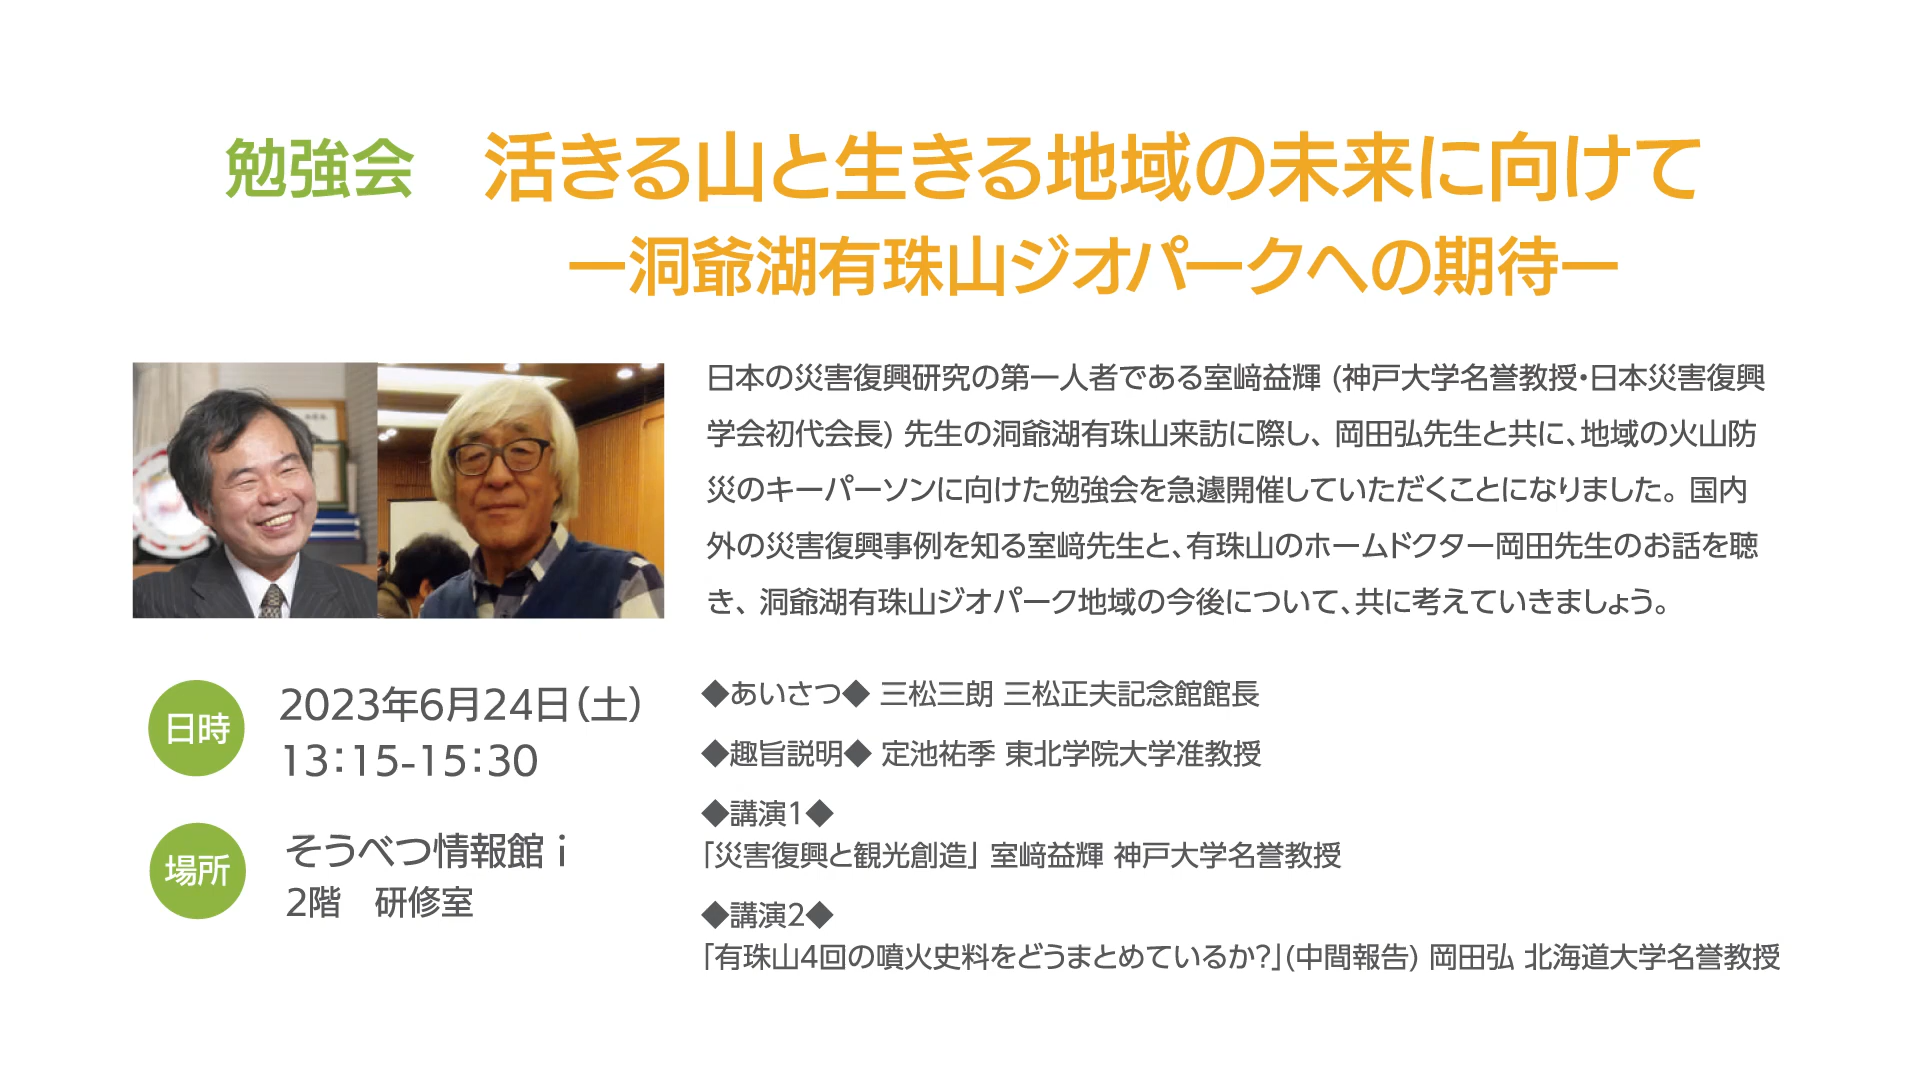 勉強会　活きる山と生きる地域の未来に向けて
ー洞爺湖有珠山ジオパークへの期待ー
日本の災害復興研究の第一人者である室﨑益輝 (神戸大学名誉教授・日本災害復興
学会初代会長) 先生の洞爺湖有珠山来訪に際し、岡田弘先生と共に、地域の火山防
災のキーパーソンに向けた勉強会を急遽開催していただくことになりました。国内
外の災害復興事例を知る室﨑先生と、有珠山のホームドクター岡田先生のお話を聴
き、洞爺湖有珠山ジオパーク地域の今後について、共に考えていきましょう。
日時
2023年6月24日（土）
13：15-15：30
場所
そうべつ情報館 i
2階　研修室
◆あいさつ◆ 三松三朗 三松正夫記念館館長
◆趣旨説明◆ 定池祐季 東北学院大学准教授
◆講演1◆
「災害復興と観光創造」 室﨑益輝 神戸大学名誉教授
◆講演2◆
「有珠山4回の噴火史料をどうまとめているか?」(中間報告) 岡田弘 北海道大学名誉教授